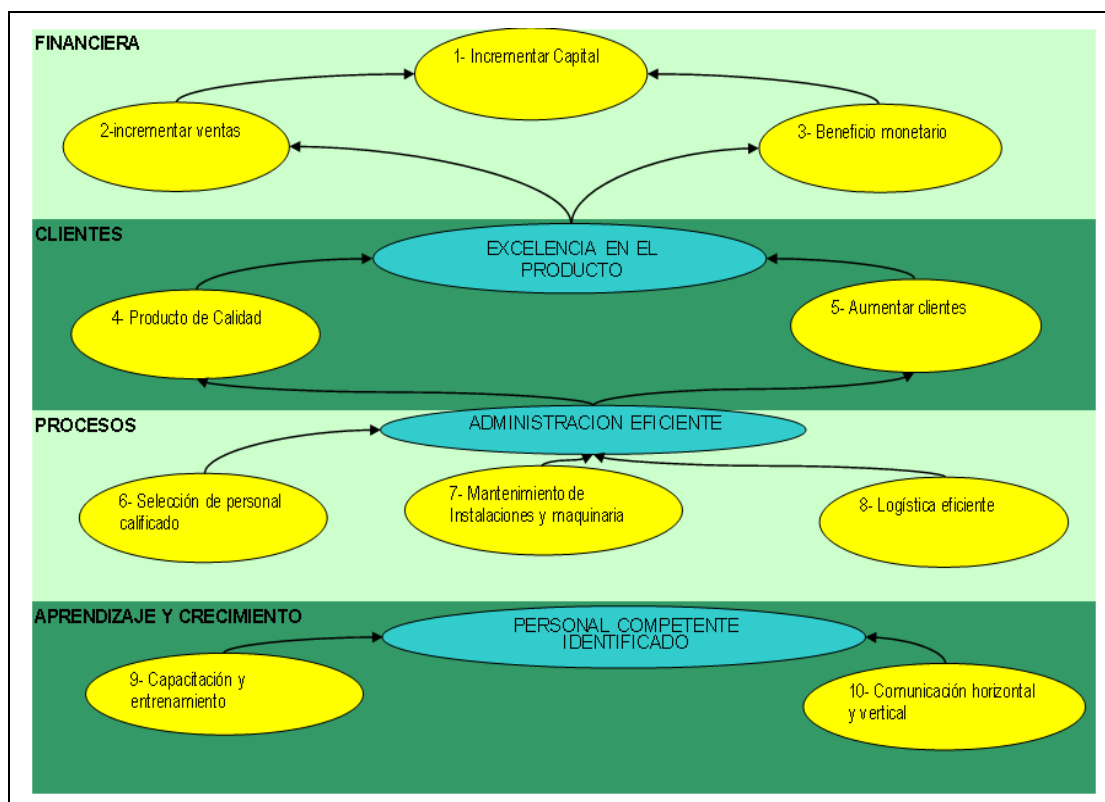 FINANCIERA
1- Incrementar Capital
2-incrementar ventas
3- Beneficio monetario
CLIENTES
EXCELENCIA EN EL
PRODUCTO
4- Producto de Calidad
5- Aumentar clientes
PROCESOS
ADMINISTRACION EFICIENTE
6- Selección de personal
calificado
7- Mantenimiento de
Instalaciones y maquinaria
8- Logística eficiente
APRENDIZAJE Y CRECIMIENTO
PERSONAL COMPETENTE
IDENTIFICADO
9- Capacitación y
entrenamiento
10- Comunicación horizontal
y vertical